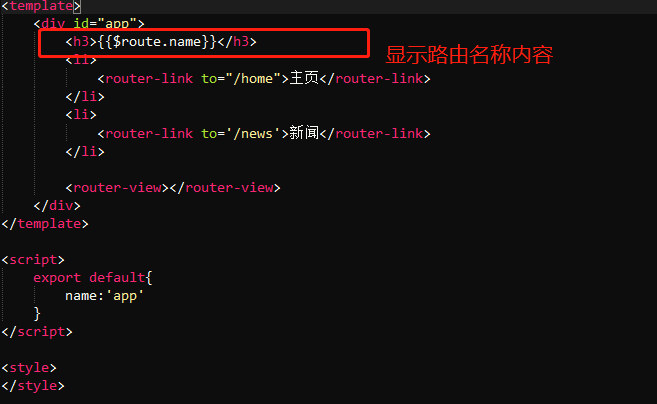 <template>
<div id="app">
<h3>{{$route.name}}</h3>
显示路由名称内容
<li>
<router-link to="/home">主页</router-link>
</li>
<li>
<router-link to='/news'>新闻</router-link>
</li>
<router-view></router-view>
</div>
</template>
<script>
export default{
name:'app'
}
</script>
<style>
</style>